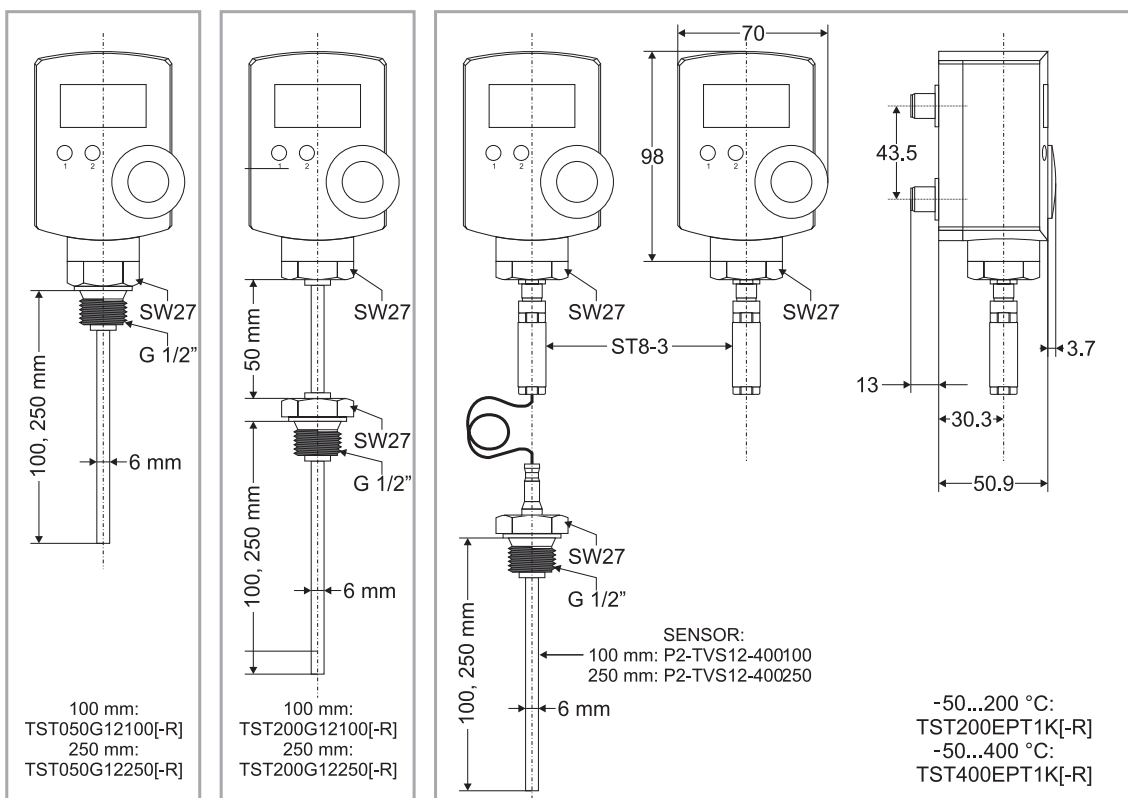 1 2
SW27
G 1/2”
100, 250 mm
6 mm
100 mm:
TST050G12100[-R]
250 mm:
TST050G12250[-R]
1 2
SW27
50 mm
SW27
G 1/2”
100, 250 mm
6 mm
100 mm:
TST200G12100[-R]
250 mm:
TST200G12250[-R]
1 2
SW27
ST8-3
SW27
G 1/2”
100, 250 mm
6 mm
SENSOR:
100 mm: P2-TVS12-400100
250 mm: P2-TVS12-400250
70
98
1 2
SW27
43.5
13
3.7
30.3
50.9
-50...200 °C:
TST200EPT1K[-R]
-50...400 °C:
TST400EPT1K[-R]